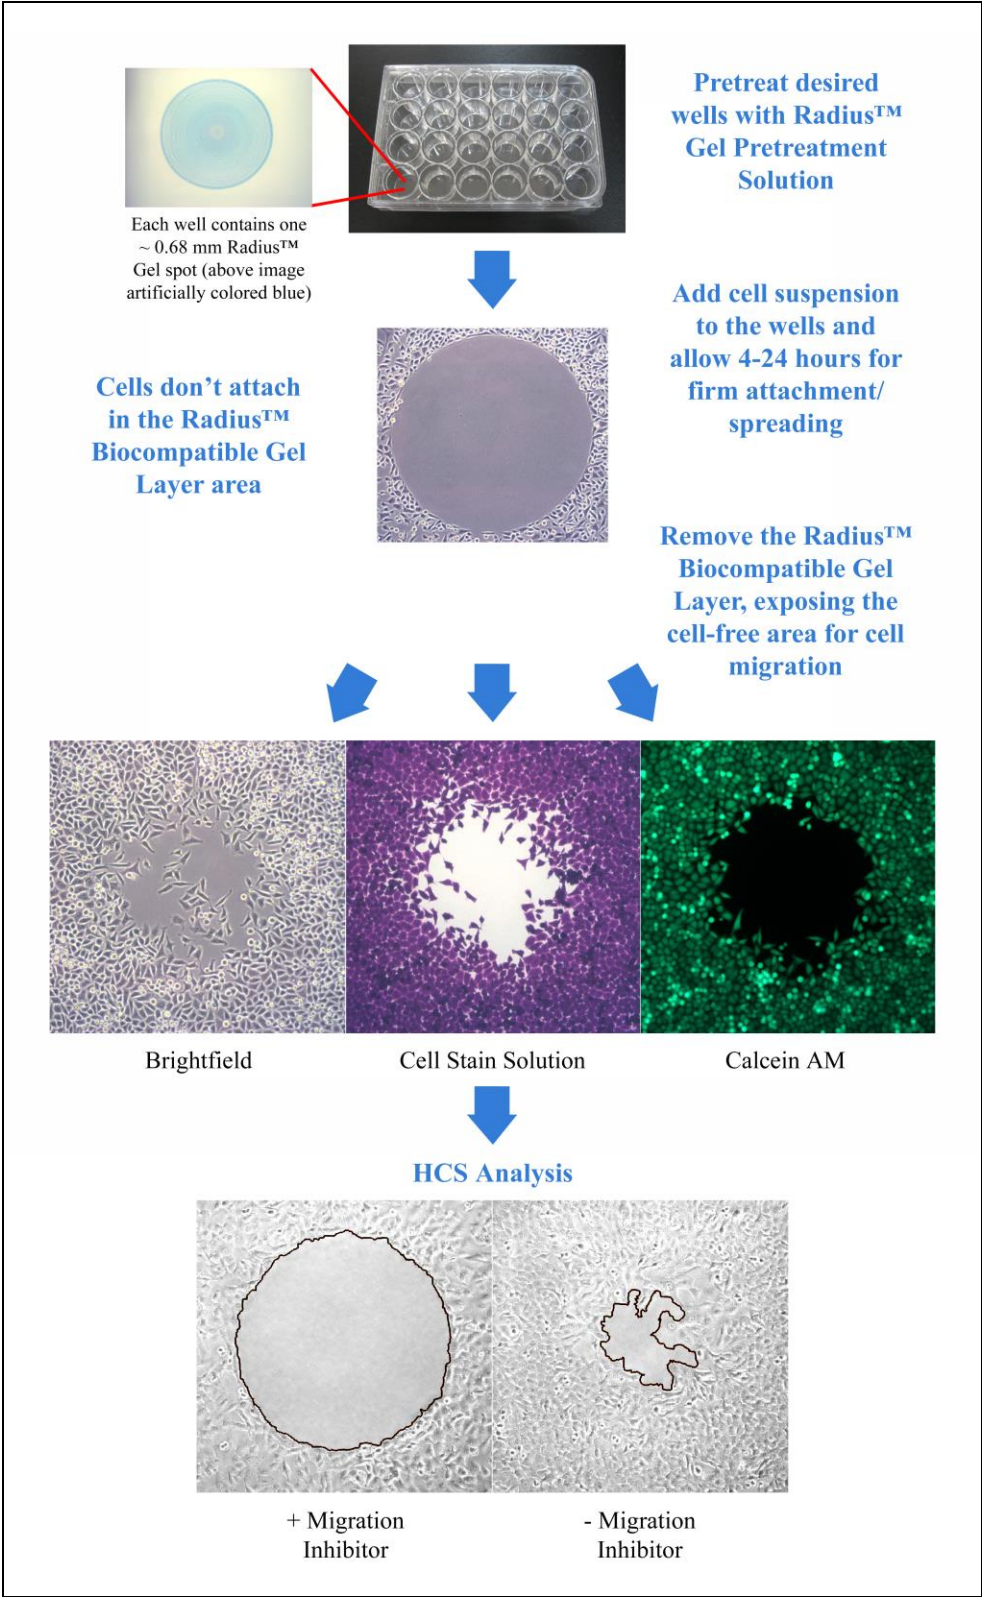 Pretreat desired
wells with Radius™
Gel Pretreatment
Solution
Each well contains one
~ 0.68 mm Radius™
Gel spot (above image
artificially colored blue)
Add cell suspension
to the wells and
allow 4-24 hours for
firm attachment/
spreading
Cells don’t attach
in the Radius™
Biocompatible Gel
Layer area
Remove the Radius™
Biocompatible Gel
Layer, exposing the
cell-free area for cell
migration
Brightfield
Cell Stain Solution
Calcein AM
HCS Analysis
+ Migration
Inhibitor
- Migration
Inhibitor